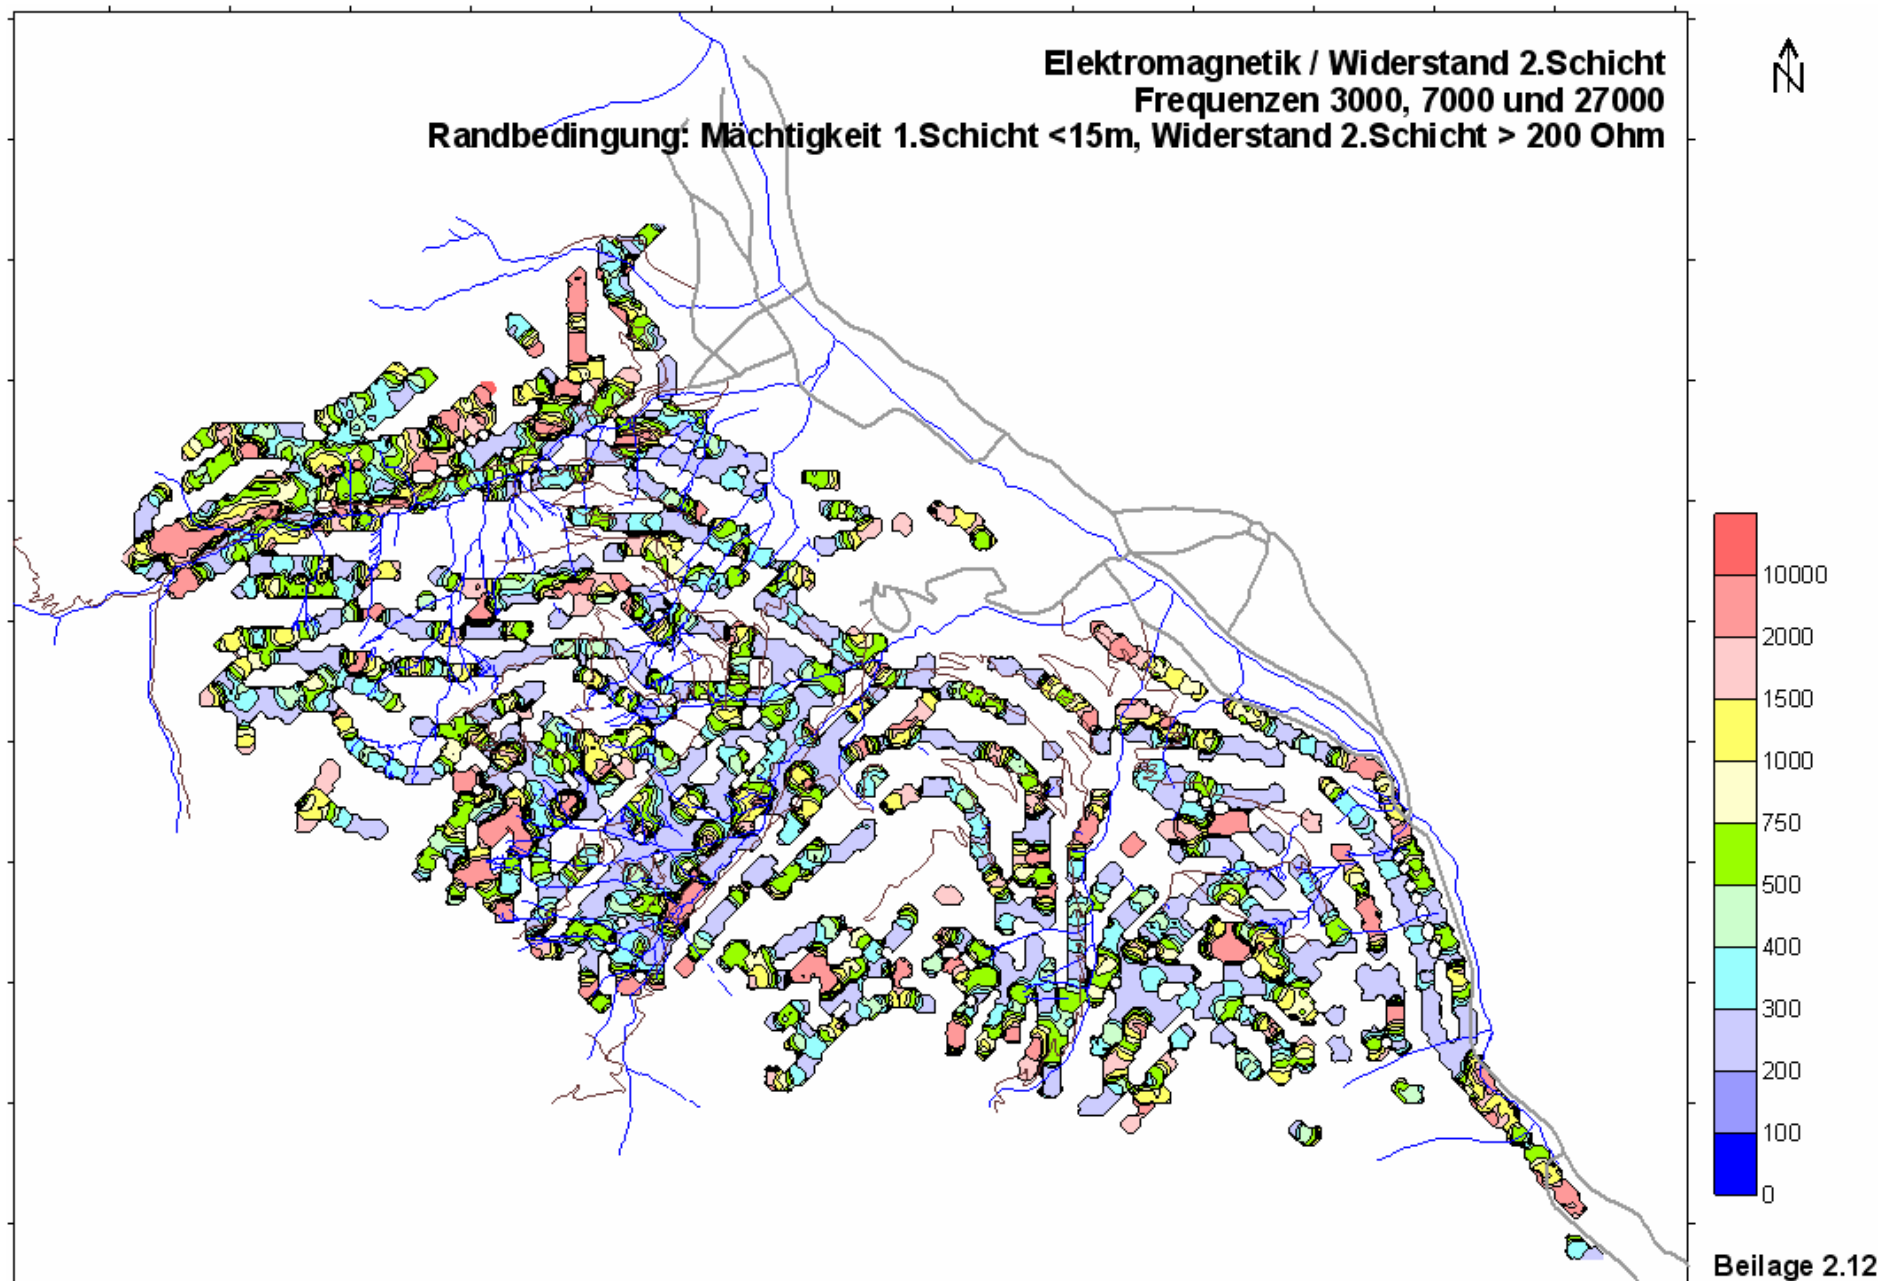 Elektromagnetik / Widerstand 2.Schicht
Frequenzen 3000, 7000 und 27000
Randbedingung: Mächtigkeit 1.Schicht <15m, Widerstand 2.Schicht > 200 Ohm
N
10000
2000
1500
1000
750
500
400
300
200
100
0
Beilage 2.12